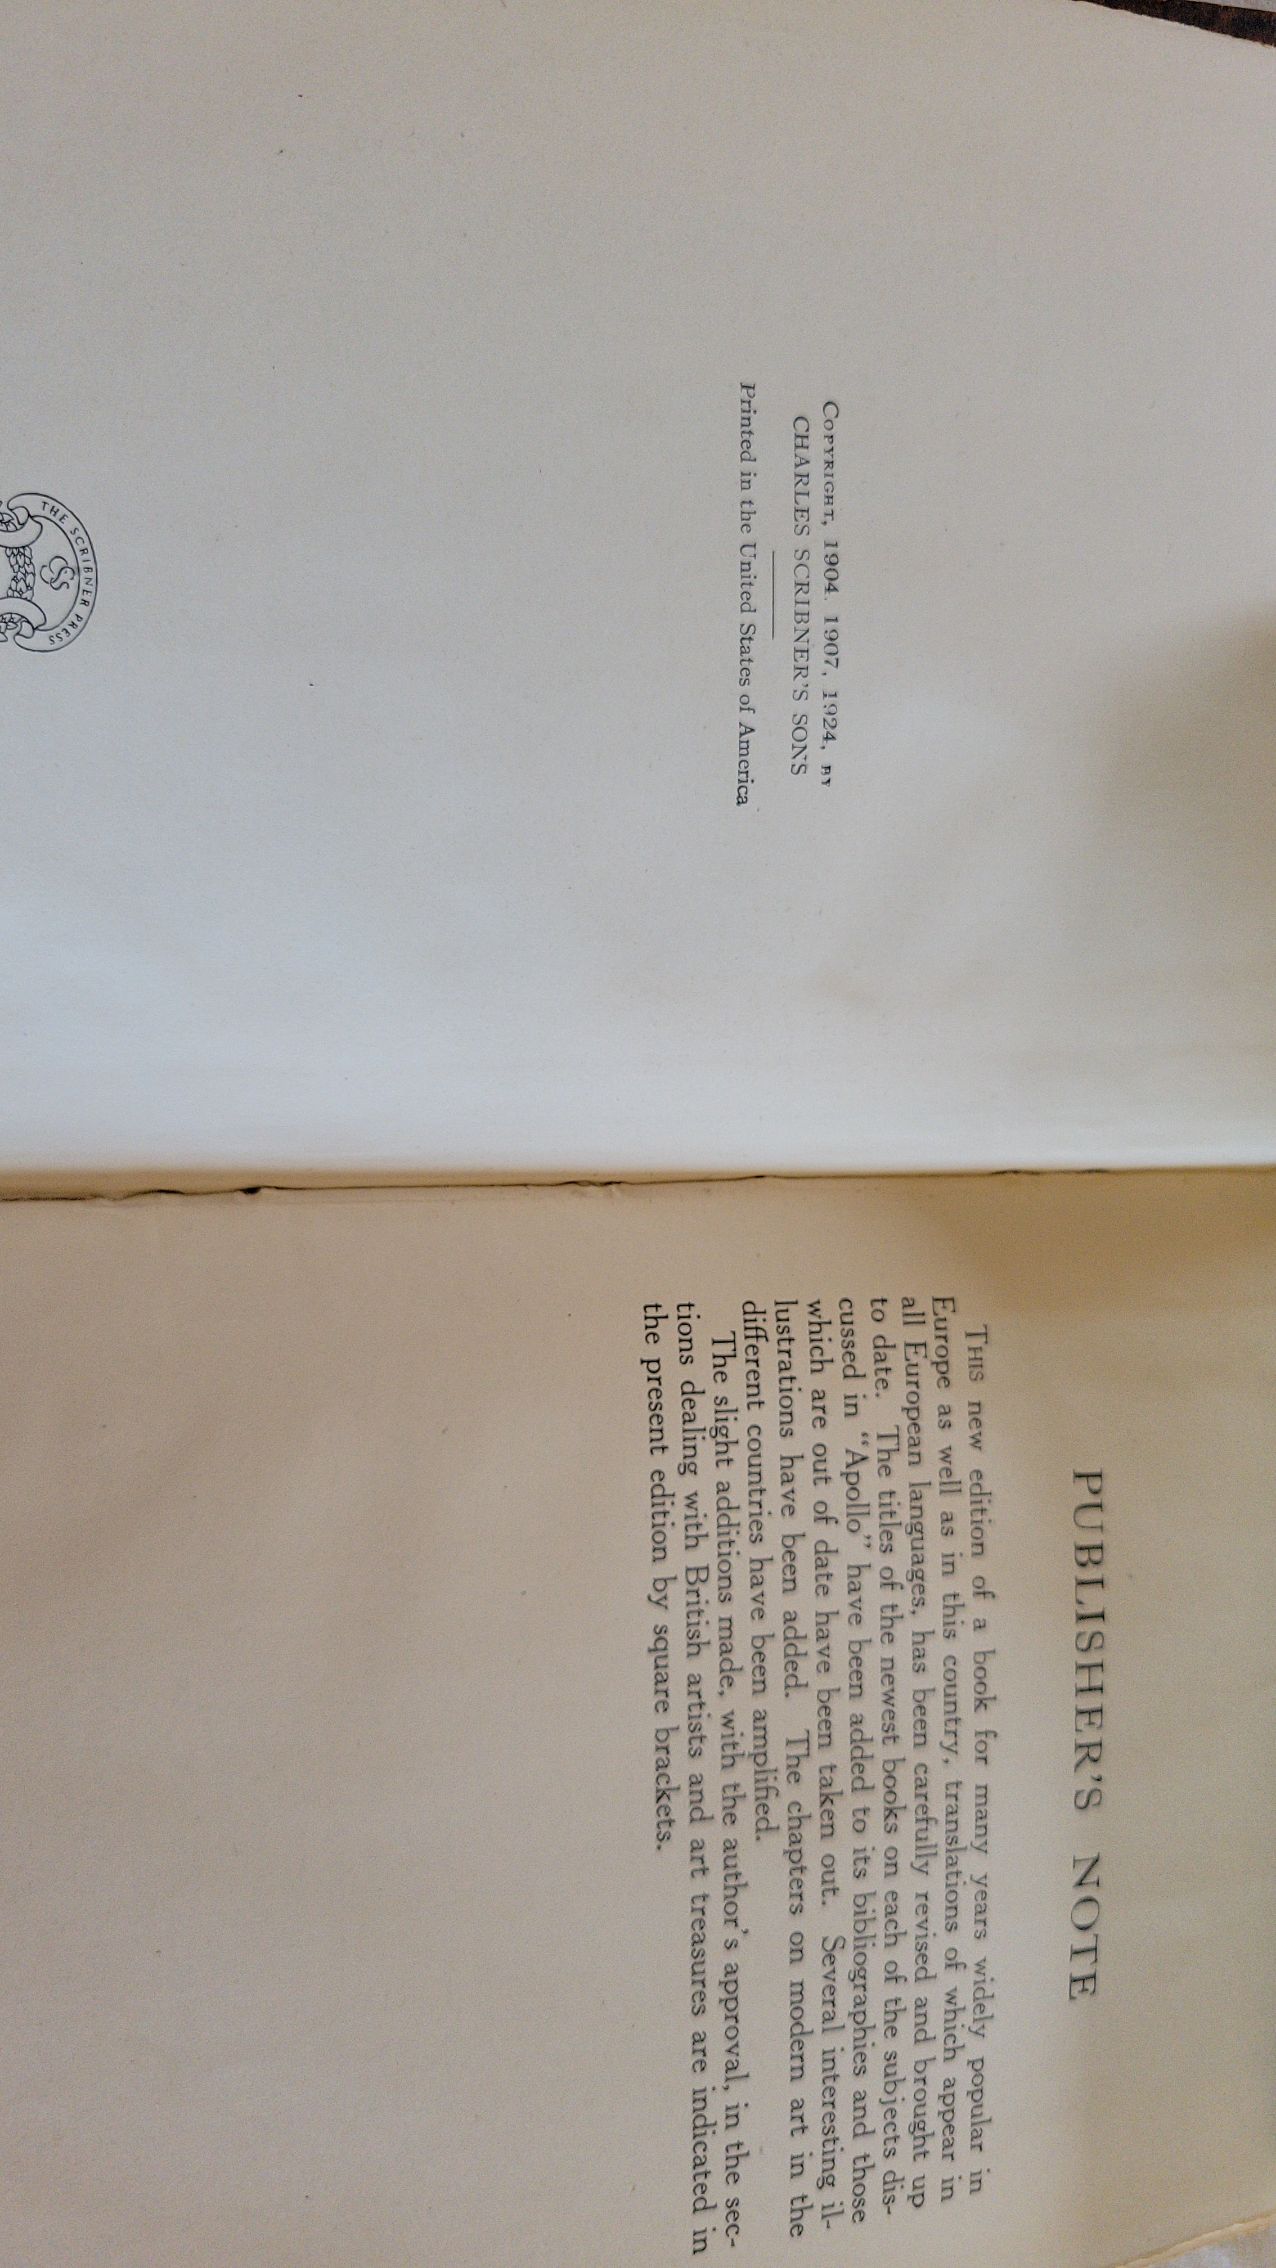 COPYRIGHT, 1904. 1907, 1924, BY
CHARLES SCRIBNER'S SONS
Printed in the United States of America
THE SCRIBNER PRESS
PUBLISHER'S NOTE
THIS new edition of a book for many years widely popular in
Europe as well as in this country, translations of which appear in
all European languages, has been carefully revised and brought up
to date. The titles of the newest books on each of the subjects dis-
cussed in “Apollo” have been added to its bibliographies and those
which are out of date have been taken out. Several interesting il-
lustrations have been added. The chapters on modern art in the
different countries have been amplified.
The slight additions made, with the author's approval, in the sec-
tions dealing with British artists and art treasures are indicated in
the present edition by square brackets.